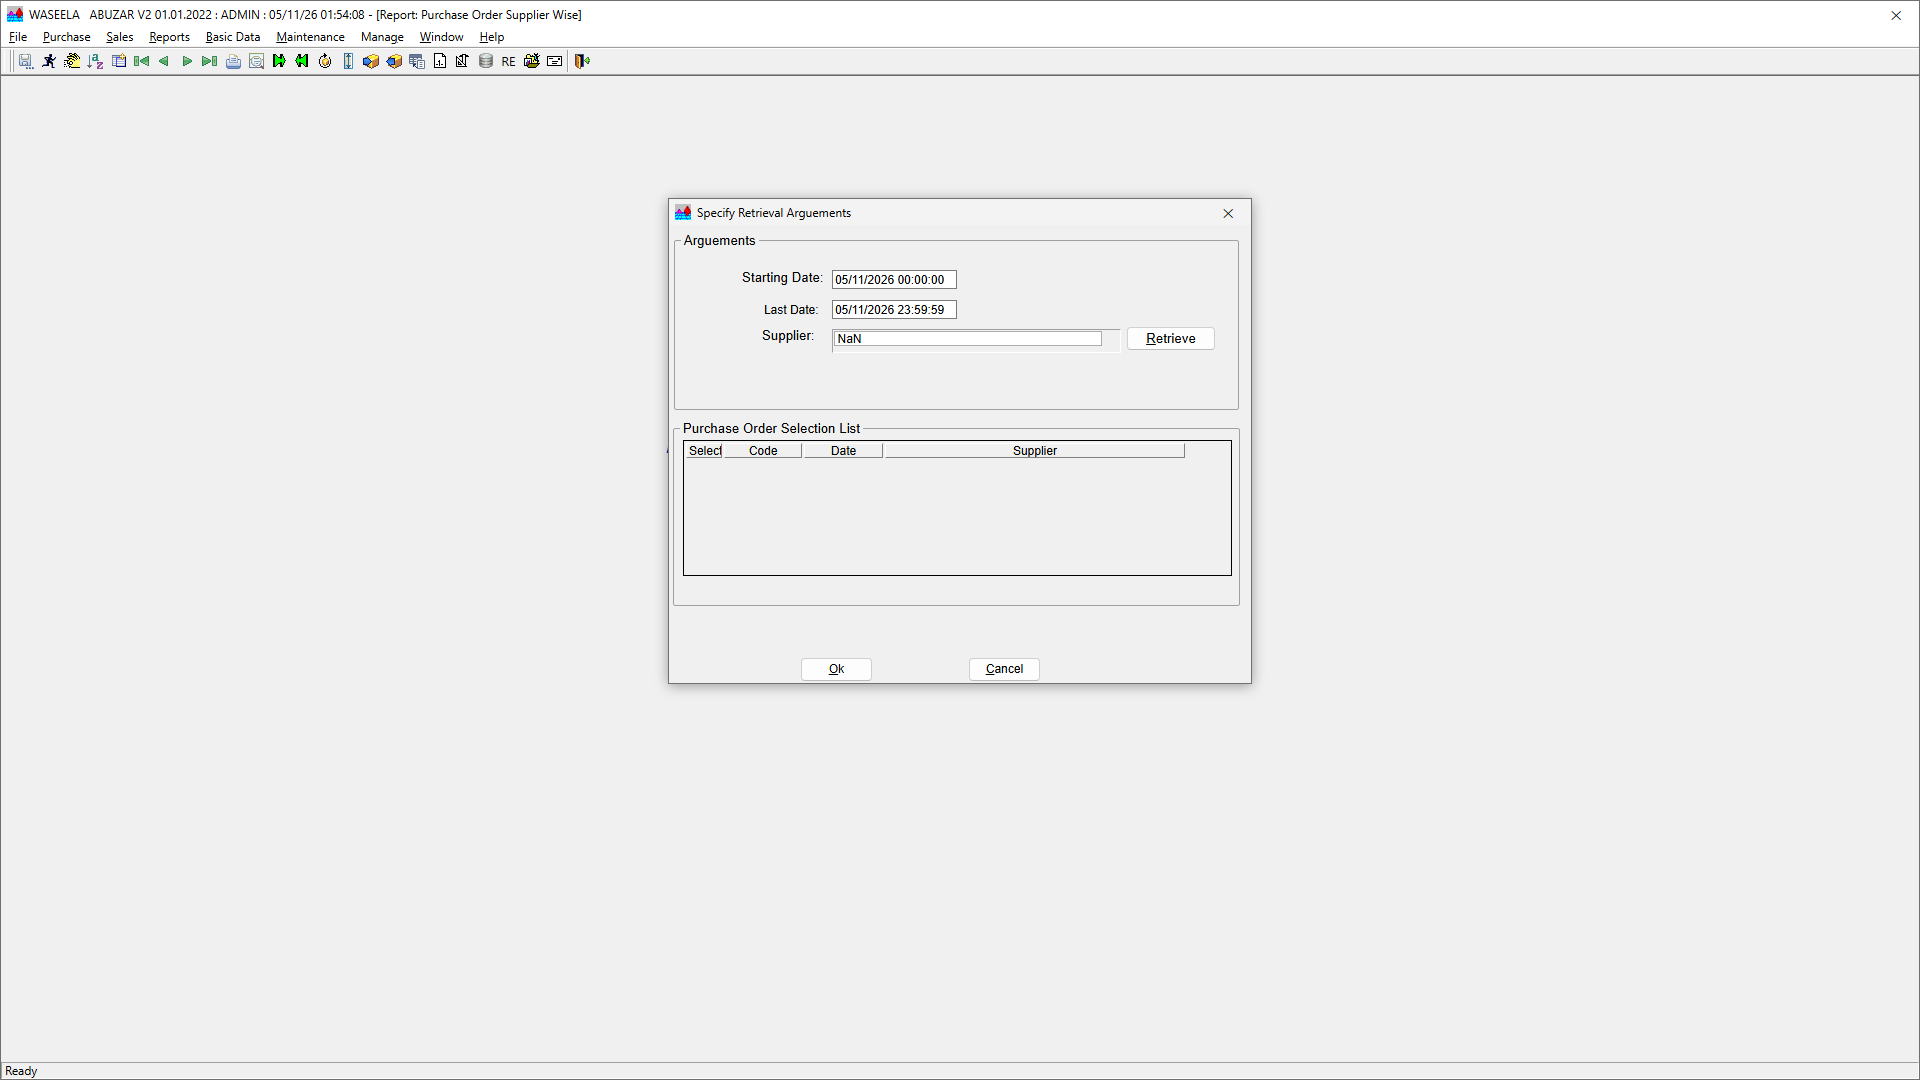 WASEELA   ABUZAR V2 01.01.2022 : ADMIN : 05/11/26 01:54:08 - [Report: Purchase Order Supplier Wise]
File Purchase Sales Reports Basic Data Maintenance Manage Window Help
RE
Specify Retrieval Arguements
Arguements
Starting Date: 05/11/2026 00:00:00
Last Date: 05/11/2026 23:59:59
Supplier: NaN Retrieve
Purchase Order Selection List
Select Code Date Supplier
Ok Cancel
Ready